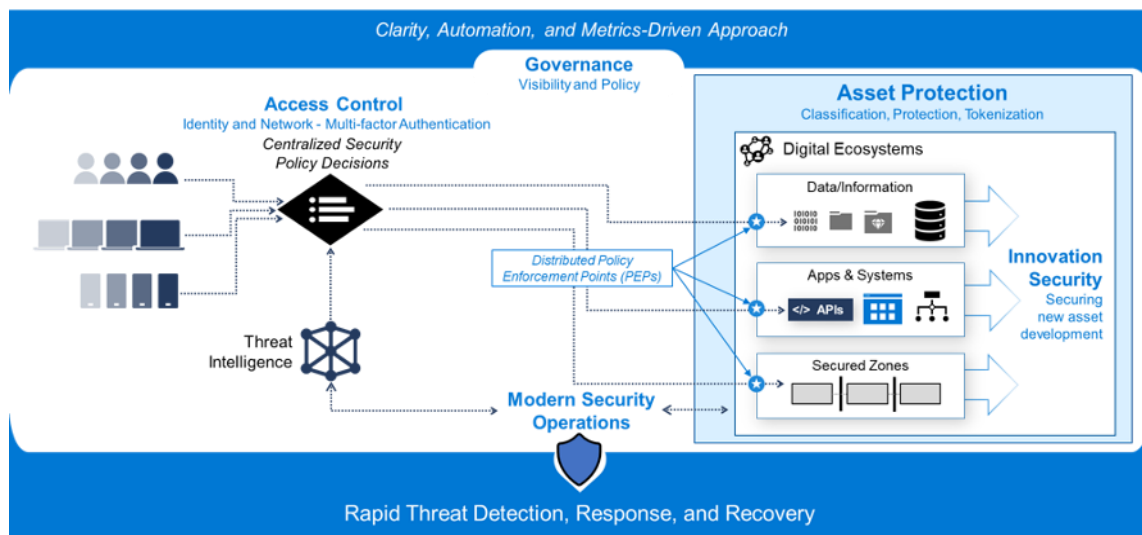 Clarity, Automation, and Metrics-Driven Approach
Governance
Visibility and Policy
Access Control
Identity and Network - Multi-factor Authentication
Centralized Security
Policy Decisions
Threat
Intelligence
Distributed Policy
Enforcement Points (PEPs)
Modern Security
Operations
Asset Protection
Classification, Protection, Tokenization
Digital Ecosystems
Data/Information
010101
010101
101010
Apps & Systems
</> APIs
Secured Zones
Innovation
Security
Securing
new asset
development
Rapid Threat Detection, Response, and Recovery